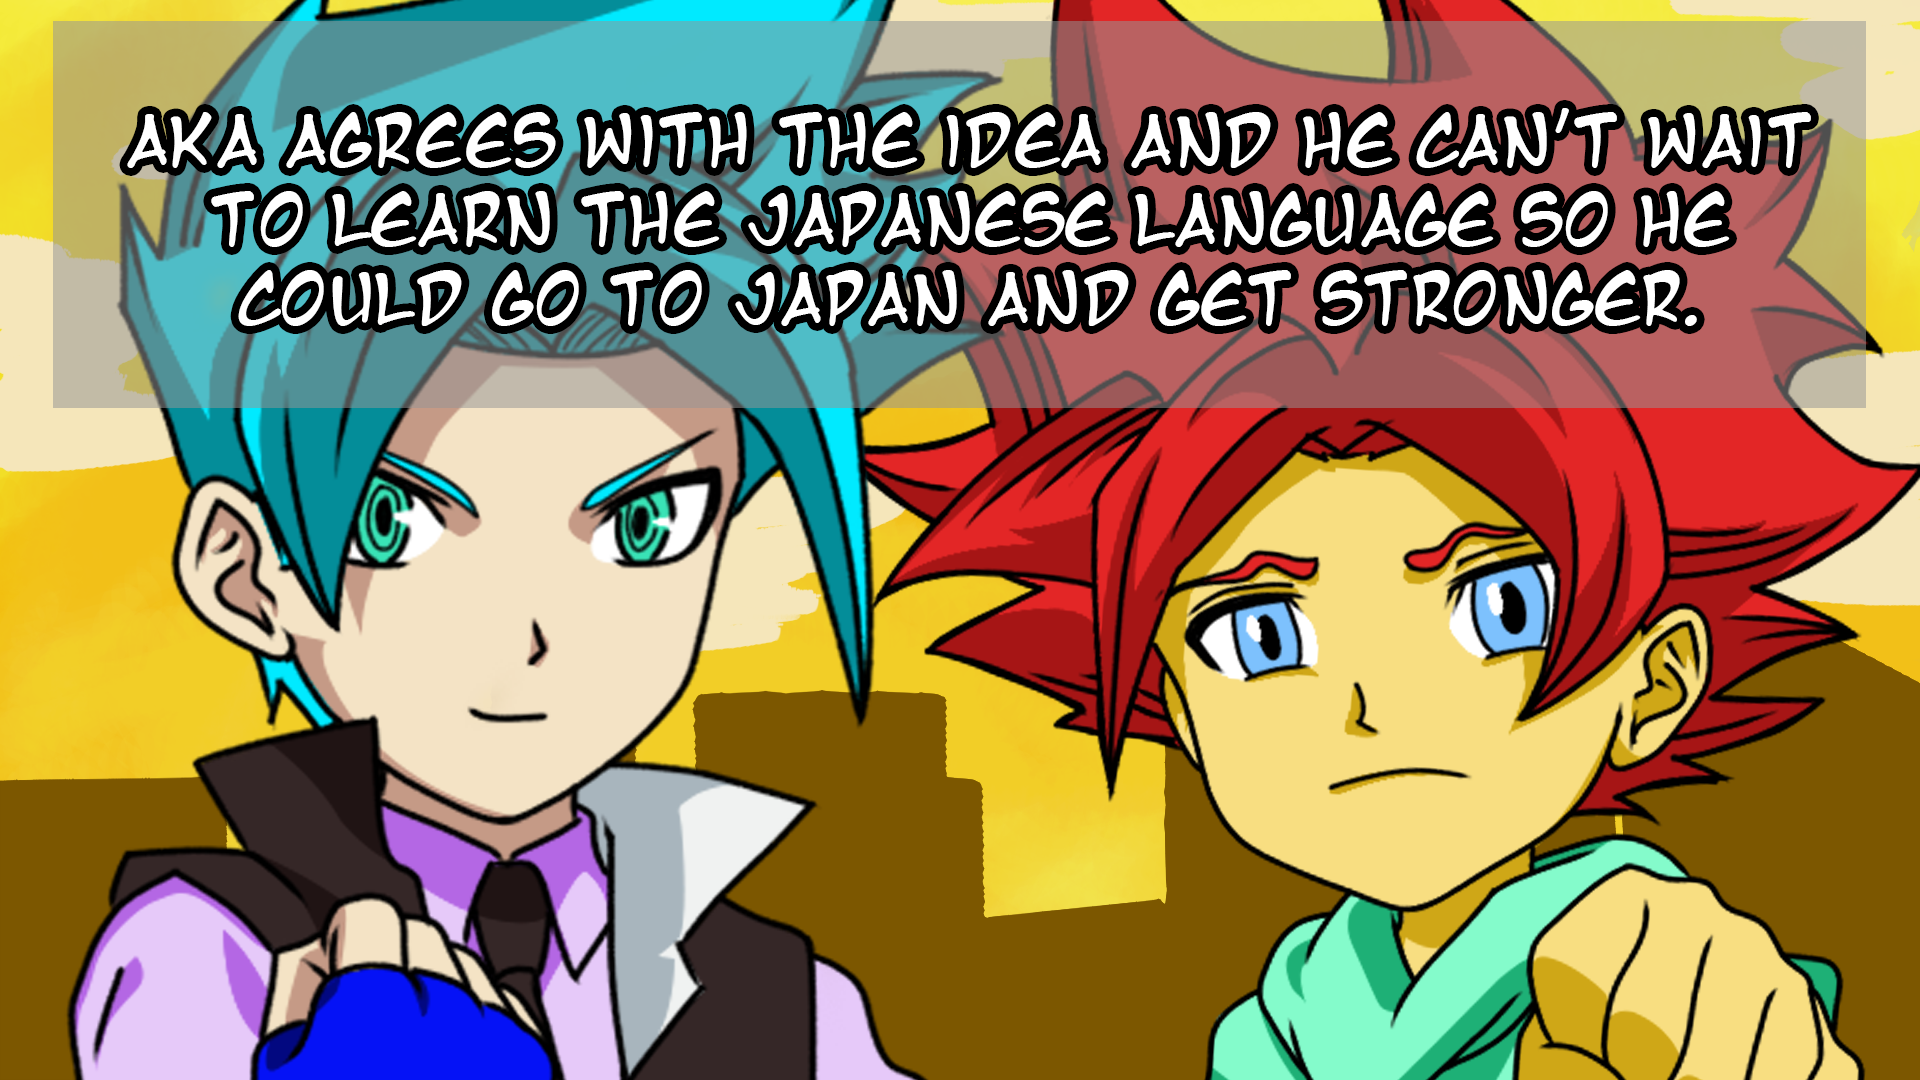 AKA AGREES WITH THE IDEA AND HE CAN'T WAIT
TO LEARN THE JAPANESE LANGUAGE SO HE
COULD GO TO JAPAN AND GET STRONGER.